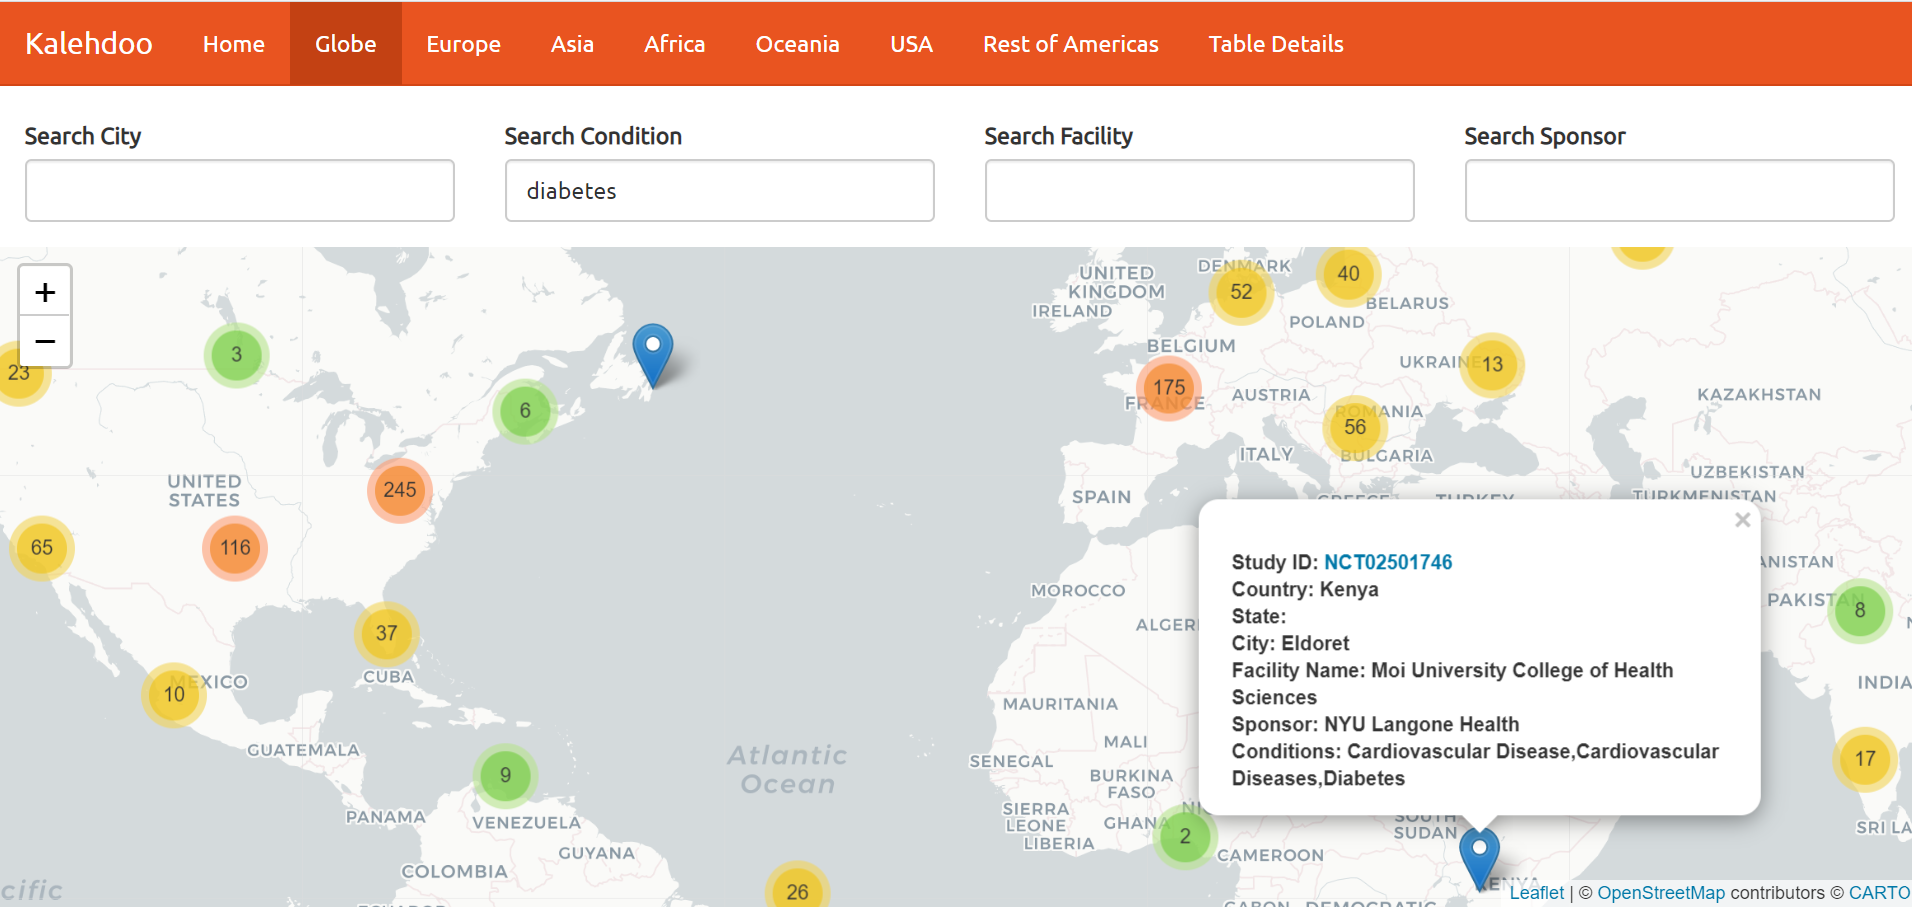 Kalehdoo Home Globe Europe Asia Africa Oceania USA Rest of Americas Table Details
Search City Search Condition Search Facility Search Sponsor
diabetes
+
−
DENMARK
UNITED
KINGDOM
IRELAND
40
52
BELARUS
POLAND
3
BELGIUM
UKRAINE
13
23
175
FRANCE
AUSTRIA
KAZAKHSTAN
6
ROMANIA
56
ITALY
BULGARIA
UNITED
STATES
245
SPAIN
UZBEKISTAN
TURKMENISTAN
GREECE
TURKEY
65
116
×
Study ID: NCT02501746
Country: Kenya
State:
City: Eldoret
Facility Name: Moi University College of Health
Sciences
Sponsor: NYU Langone Health
Conditions: Cardiovascular Disease,Cardiovascular
Diseases,Diabetes
ANISTAN
MOROCCO
PAKISTAN
8
ALGER
37
CUBA
10
MEXICO
INDIA
MAURITANIA
GUATEMALA
MALI
Atlantic
Ocean
SENEGAL
17
9
BURKINA
FASO
NI
SIERRA
LEONE
PANAMA
VENEZUELA
GHANA
LIBERIA
2
SOUTH
SUDAN
SRI LA
GUYANA
CAMEROON
COLOMBIA
cific
26
KENYA
GABON
DEMOCRATIC
Leaflet | © OpenStreetMap contributors © CARTO